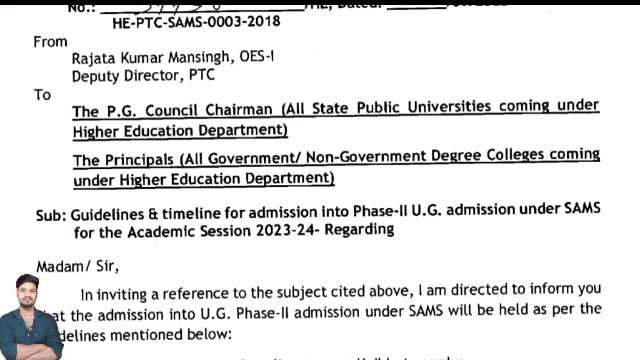 No.:
HE-PTC-SAMS-0003-2018
From
Rajata Kumar Mansingh, OES-I
Deputy Director, PTC
To
The P.G. Council Chairman (All State Public Universities coming under
Higher Education Department)
The Principals (All Government/ Non-Government Degree Colleges coming
under Higher Education Department)
Sub: Guidelines & timeline for admission into Phase-II U.G. admission under SAMS
for the Academic Session 2023-24- Regarding
Madam/ Sir,
In inviting a reference to the subject cited above, I am directed to inform you
at the admission into U.G. Phase-II admission under SAMS will be held as per the
delines mentioned below: